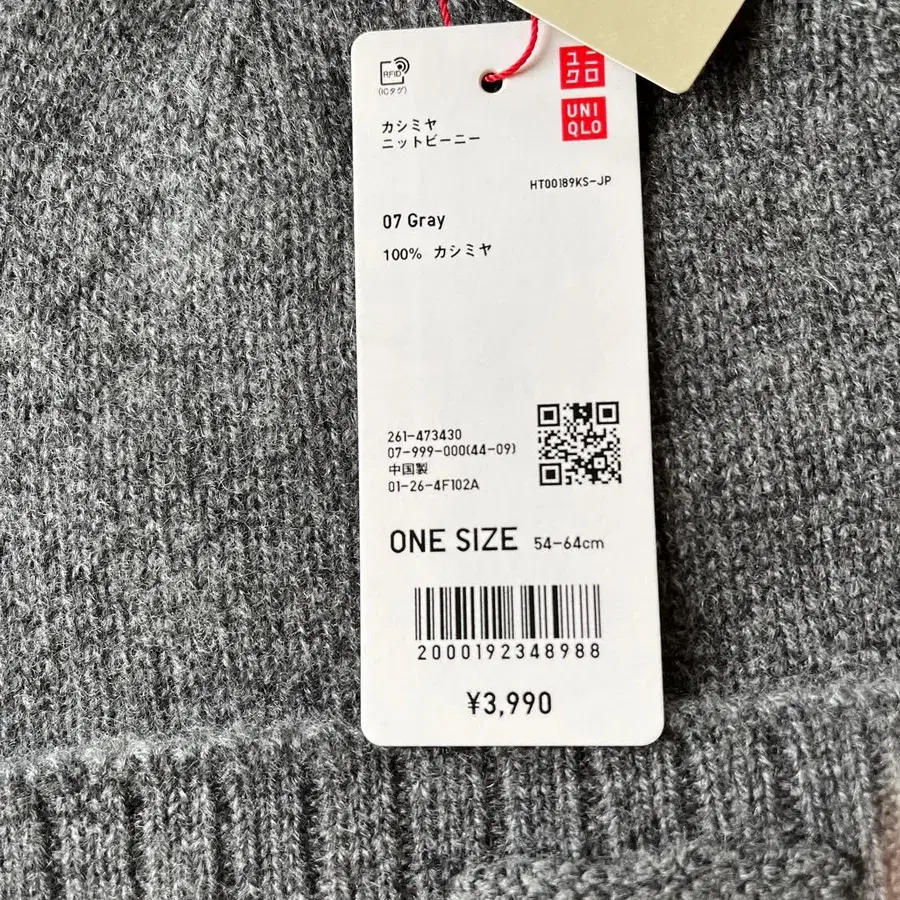 RFID
(ICタグ)
ユニ
クロ
UNI
QLO
カシミヤ
ニットビーニー
HT00189KS-JP
07 Gray
100% カシミヤ
261-473430
07-999-000(44-09)
中国製
01-26-4F102A
ONE SIZE 54-64cm
2000192348988
¥3,990